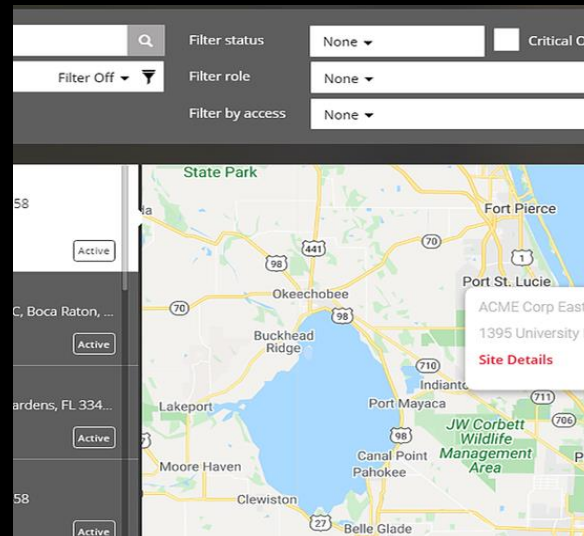 Filter status
None
Critical O
Filter Off
Filter role
None
Filter by access
None
58
Active
C, Boca Raton, ...
Active
ardens, FL 334...
Active
58
Active
State Park
da
Fort Pierce
70
441
98
1
Port St. Lucie
Okeechobee
70
98
ACME Corp East
1395 University
Site Details
Buckhead
Ridge
710
Indianto
711
Lakeport
Port Mayaca
706
JW Corbett
Wildlife
Management
Area
98
Canal Point
Moore Haven
Pahokee
P
Clewiston
27
Belle Glade